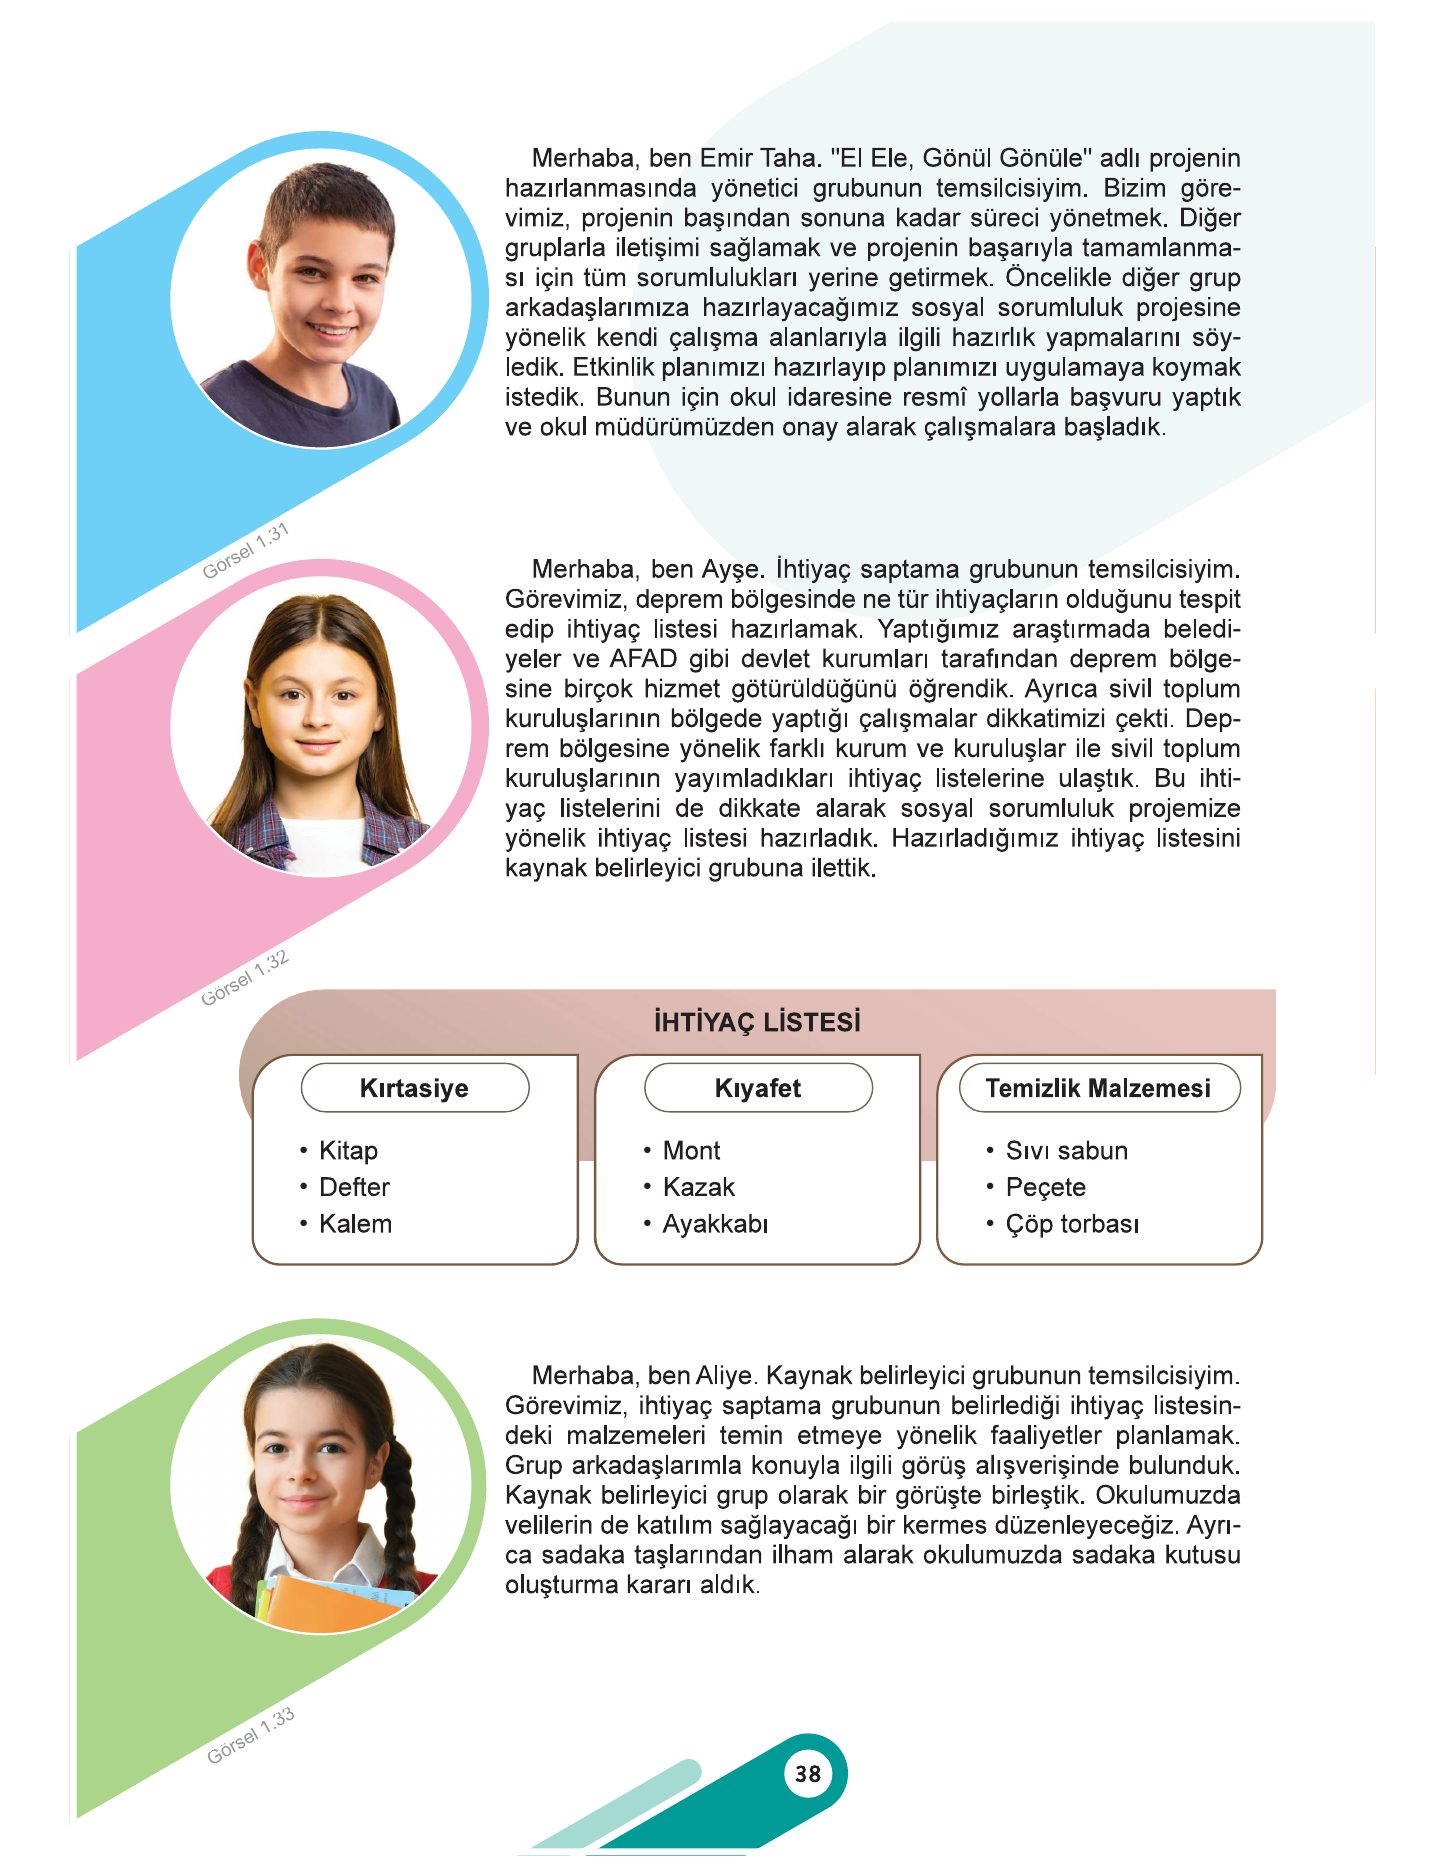 Merhaba, ben Emir Taha. "El Ele, Gönül Gönüle" adlı projenin
hazırlanmasında yönetici grubunun temsilcisiyim. Bizim göre-
vimiz, projenin başından sonuna kadar süreci yönetmek. Diğer
gruplarla iletişimi sağlamak ve projenin başarıyla tamamlanma-
sı için tüm sorumlulukları yerine getirmek. Öncelikle diğer grup
arkadaşlarımıza hazırlayacağımız sosyal sorumluluk projesine
yönelik kendi çalışma alanlarıyla ilgili hazırlık yapmalarını söy-
ledik. Etkinlik planımızı hazırlayıp planımızı uygulamaya koymak
istedik. Bunun için okul idaresine resmî yollarla başvuru yaptık
ve okul müdürümüzden onay alarak çalışmalara başladık.
Görsel 1.31
Merhaba, ben Ayşe. İhtiyaç saptama grubunun temsilcisiyim.
Görevimiz, deprem bölgesinde ne tür ihtiyaçların olduğunu tespit
edip ihtiyaç listesi hazırlamak. Yaptığımız araştırmada beledi-
yeler ve AFAD gibi devlet kurumları tarafından deprem bölge-
sine birçok hizmet götürüldüğünü öğrendik. Ayrıca sivil toplum
kuruluşlarının bölgede yaptığı çalışmalar dikkatimizi çekti. Dep-
rem bölgesine yönelik farklı kurum ve kuruluşlar ile sivil toplum
kuruluşlarının yayımladıkları ihtiyaç listelerine ulaştık. Bu ihti-
yaç listelerini de dikkate alarak sosyal sorumluluk projemize
yönelik ihtiyaç listesi hazırladık. Hazırladığımız ihtiyaç listesini
kaynak belirleyici grubuna ilettik.
Görsel 1.32
İHTİYAÇ LİSTESİ
Kırtasiye
• Kitap
• Defter
• Kalem
Kıyafet
• Mont
• Kazak
• Ayakkabı
Temizlik Malzemesi
• Sıvı sabun
• Peçete
• Çöp torbası
Merhaba, ben Aliye. Kaynak belirleyici grubunun temsilcisiyim.
Görevimiz, ihtiyaç saptama grubunun belirlediği ihtiyaç listesin-
deki malzemeleri temin etmeye yönelik faaliyetler planlamak.
Grup arkadaşlarımla konuyla ilgili görüş alışverişinde bulunduk.
Kaynak belirleyici grup olarak bir görüşte birleştik. Okulumuzda
velilerin de katılım sağlayacağı bir kermes düzenleyeceğiz. Ayrı-
ca sadaka taşlarından ilham alarak okulumuzda sadaka kutusu
oluşturma kararı aldık.
Görsel 1.33
38